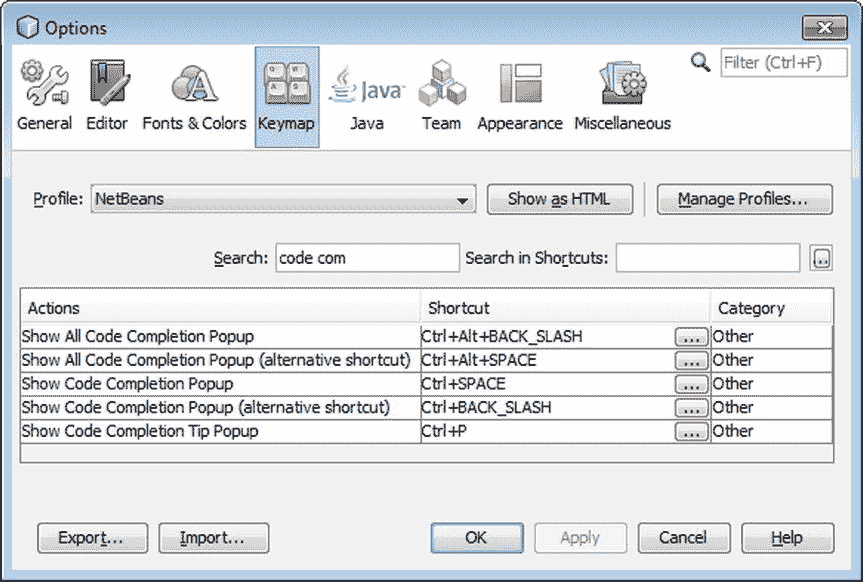 Options
Filter (Ctrl+F)
General Editor Fonts & Colors Keymap Java Java Team Appearance Miscellaneous
Profile: NetBeans Show as HTML Manage Profiles...
Search: code com Search in Shortcuts: ...
Actions Shortcut Category
Show All Code Completion Popup Ctrl+Alt+BACK_SLASH ... Other
Show All Code Completion Popup (alternative shortcut) Ctrl+Alt+SPACE ... Other
Show Code Completion Popup Ctrl+SPACE ... Other
Show Code Completion Popup (alternative shortcut) Ctrl+BACK_SLASH ... Other
Show Code Completion Tip Popup Ctrl+P ... Other
Export... Import... OK Apply Cancel Help